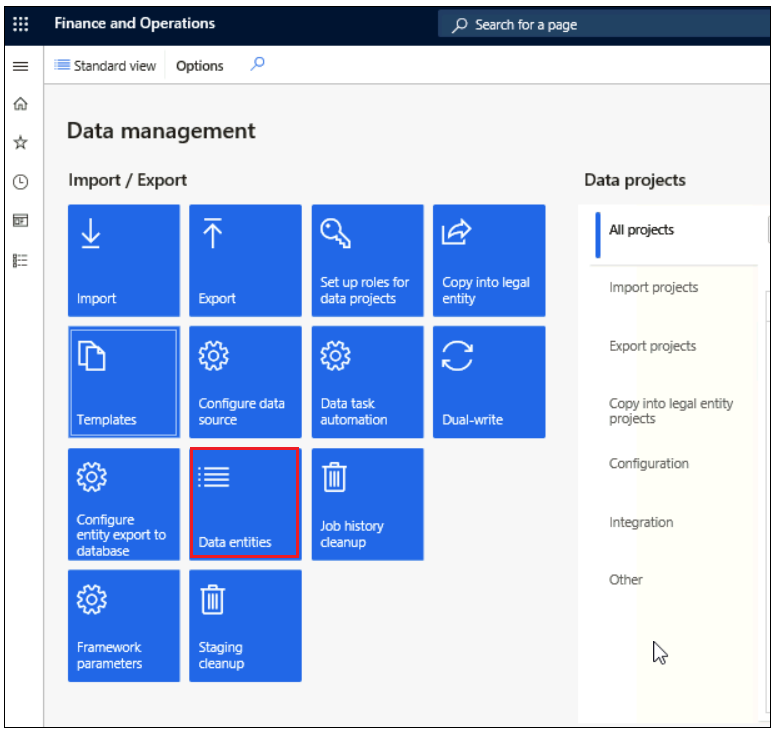 Finance and Operations
Search for a page
Standard view
Options
Data management
Import / Export
Data projects
Import
Export
Set up roles for
data projects
Copy into legal
entity
Templates
Configure data
source
Data task
automation
Dual-write
Configure
entity export to
database
Data entities
Job history
cleanup
Framework
parameters
Staging
cleanup
All projects
Import projects
Export projects
Copy into legal entity
projects
Configuration
Integration
Other